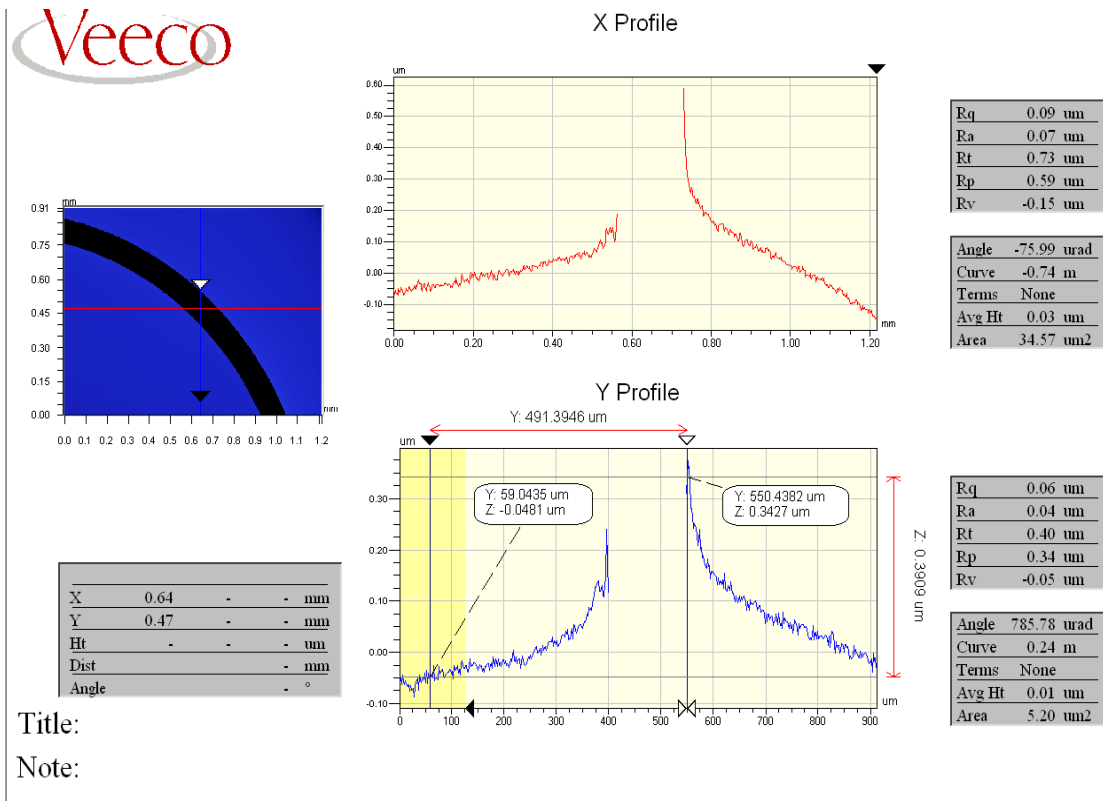 Veeco
X Profile
um
0.60
0.50
0.40
0.30
0.20
0.10
0.00
-0.10
0.00 0.20 0.40 0.60 0.80 1.00 1.20
mm
Rq 0.09 um
Ra 0.07 um
Rt 0.73 um
Rp 0.59 um
Rv -0.15 um
Angle -75.99 urad
Curve -0.74 m
Terms None
Avg Ht 0.03 um
Area 34.57 um2
mm
0.91
0.75
0.60
0.45
0.30
0.15
0.00
mm
0.0 0.1 0.2 0.3 0.4 0.5 0.6 0.7 0.8 0.9 1.0 1.1 1.2
Y Profile
Y: 491.3946 um
um
0.30
0.20
0.10
0.00
-0.10
Y: 59.0435 um
Z: -0.0481 um
Y: 550.4382 um
Z: 0.3427 um
Z: 0.3909 um
um
0 100 200 300 400 500 600 700 800 900
Rq 0.06 um
Ra 0.04 um
Rt 0.40 um
Rp 0.34 um
Rv -0.05 um
Angle 785.78 urad
Curve 0.24 m
Terms None
Avg Ht 0.01 um
Area 5.20 um2
X 0.64 - - mm
Y 0.47 - - mm
Ht - - - um
Dist - mm
Angle - °
Title:
Note: